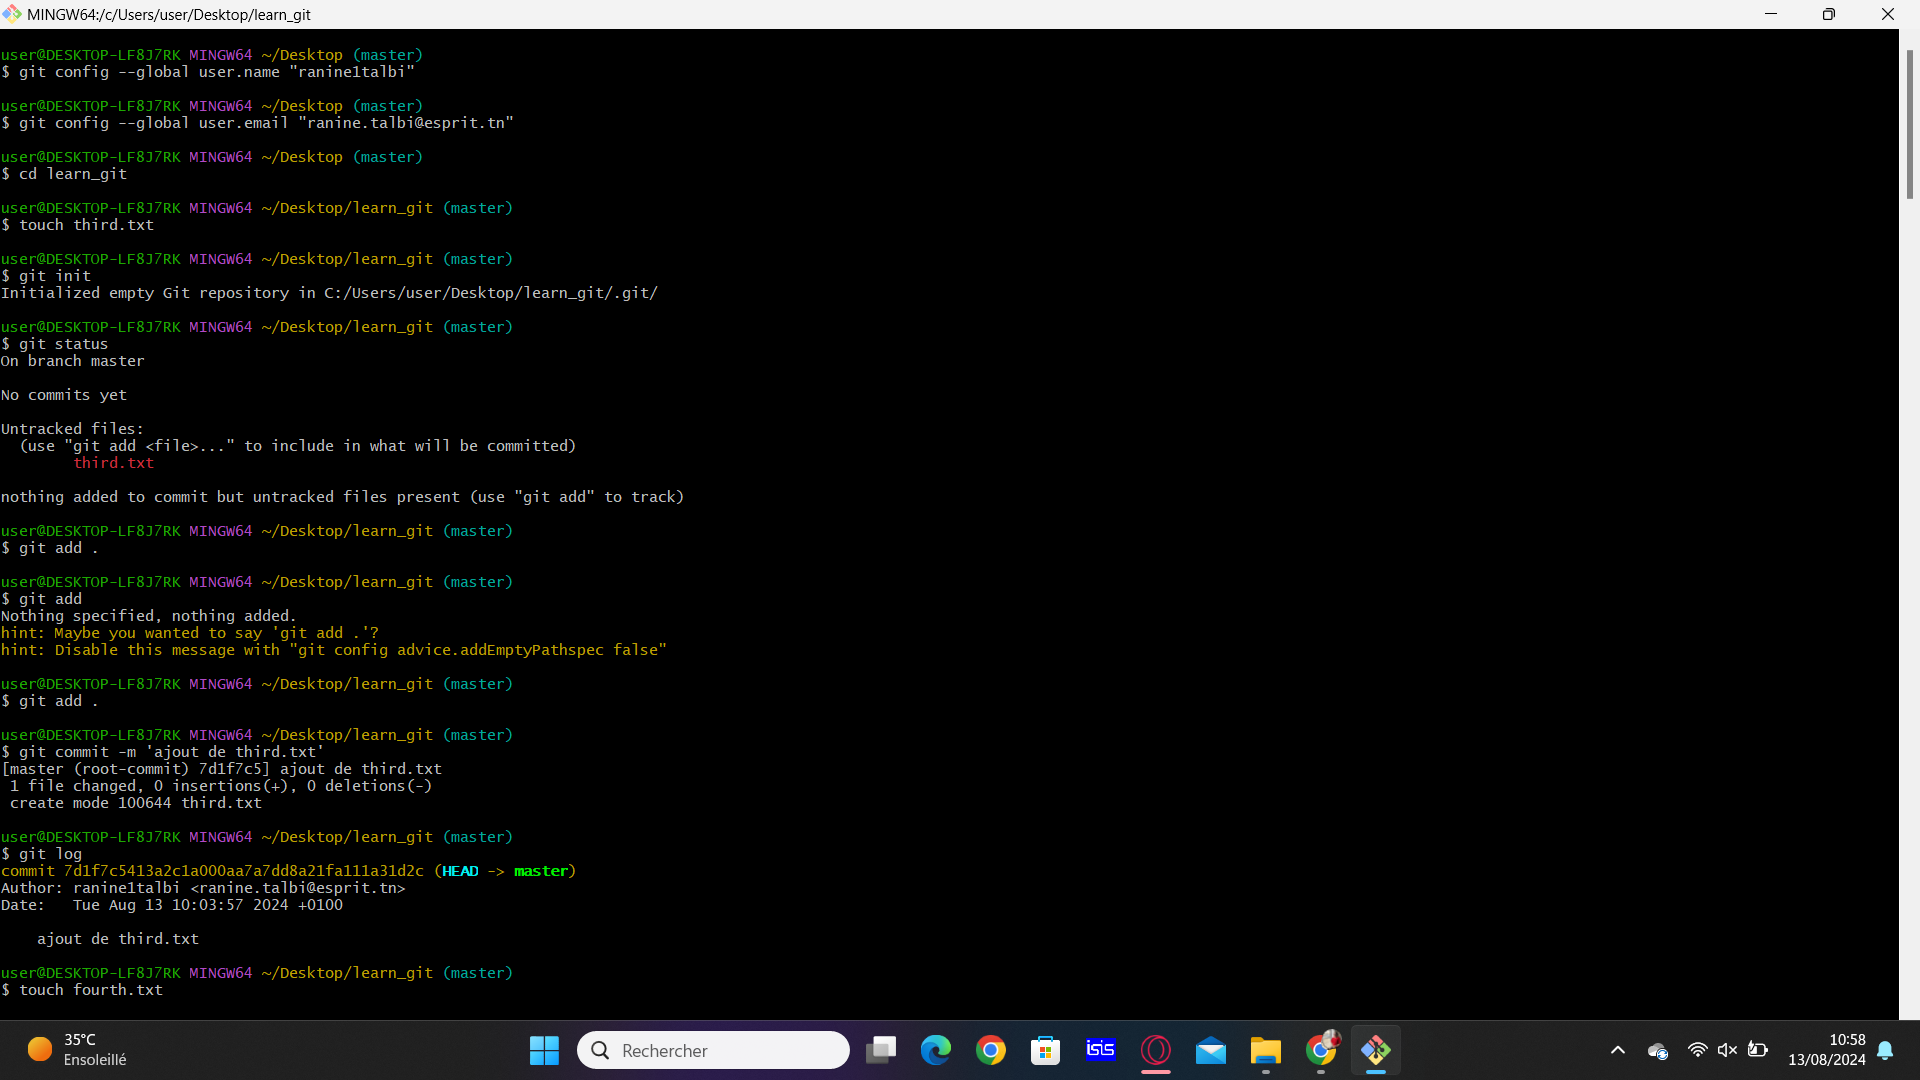 MINGW64:/c/Users/user/Desktop/learn_git
user@DESKTOP-LF8J7RK MINGW64 ~/Desktop (master)
$ git config --global user.name "ranine1talbi"
user@DESKTOP-LF8J7RK MINGW64 ~/Desktop (master)
$ git config --global user.email "ranine.talbi@esprit.tn"
user@DESKTOP-LF8J7RK MINGW64 ~/Desktop (master)
$ cd learn_git
user@DESKTOP-LF8J7RK MINGW64 ~/Desktop/learn_git (master)
$ touch third.txt
user@DESKTOP-LF8J7RK MINGW64 ~/Desktop/learn_git (master)
$ git init
Initialized empty Git repository in C:/Users/user/Desktop/learn_git/.git/
user@DESKTOP-LF8J7RK MINGW64 ~/Desktop/learn_git (master)
$ git status
On branch master
No commits yet
Untracked files:
  (use "git add <file>..." to include in what will be committed)
        third.txt
nothing added to commit but untracked files present (use "git add" to track)
user@DESKTOP-LF8J7RK MINGW64 ~/Desktop/learn_git (master)
$ git add .
user@DESKTOP-LF8J7RK MINGW64 ~/Desktop/learn_git (master)
$ git add
Nothing specified, nothing added.
hint: Maybe you wanted to say 'git add .'?
hint: Disable this message with "git config advice.addEmptyPathspec false"
user@DESKTOP-LF8J7RK MINGW64 ~/Desktop/learn_git (master)
$ git add .
user@DESKTOP-LF8J7RK MINGW64 ~/Desktop/learn_git (master)
$ git commit -m 'ajout de third.txt'
[master (root-commit) 7d1f7c5] ajout de third.txt
 1 file changed, 0 insertions(+), 0 deletions(-)
 create mode 100644 third.txt
user@DESKTOP-LF8J7RK MINGW64 ~/Desktop/learn_git (master)
$ git log
commit 7d1f7c5413a2c1a000aa7a7dd8a21fa111a31d2c (HEAD -> master)
Author: ranine1talbi <ranine.talbi@esprit.tn>
Date:   Tue Aug 13 10:03:57 2024 +0100
    ajout de third.txt
user@DESKTOP-LF8J7RK MINGW64 ~/Desktop/learn_git (master)
$ touch fourth.txt
35°C
Ensoleillé
Rechercher
isis
10:58
13/08/2024